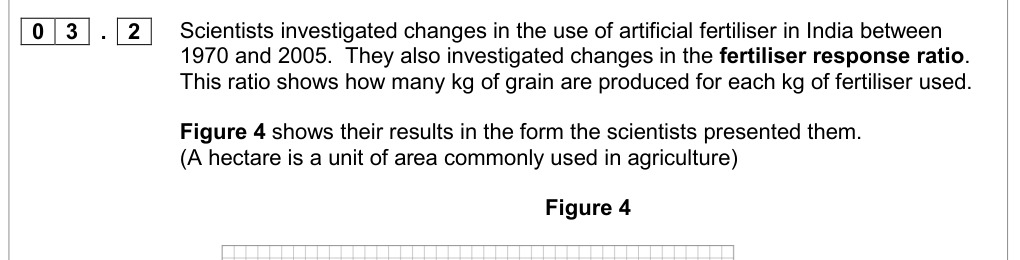 03.2 Scientists investigated changes in the use of artificial fertiliser in India between
1970 and 2005. They also investigated changes in the fertiliser response ratio.
This ratio shows how many kg of grain are produced for each kg of fertiliser used.
Figure 4 shows their results in the form the scientists presented them.
(A hectare is a unit of area commonly used in agriculture)
Figure 4